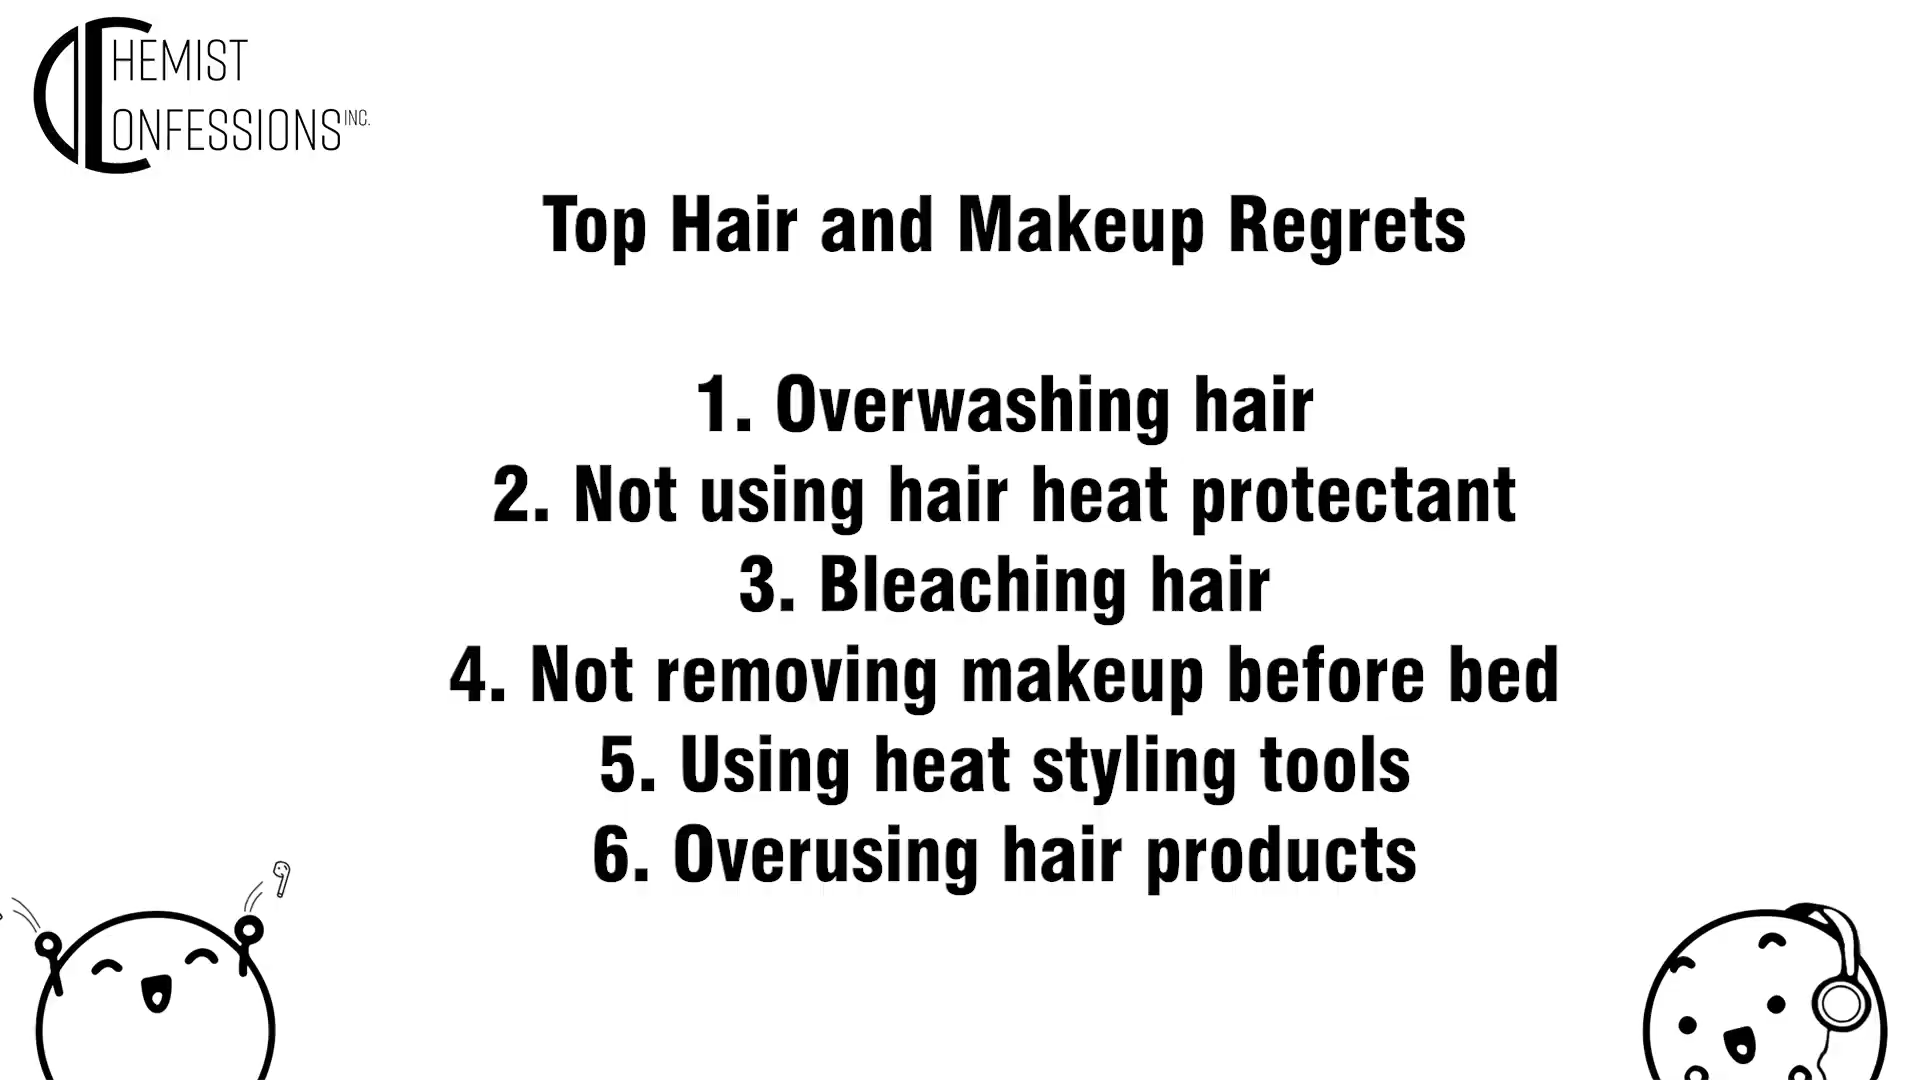 CHEMIST
CONFESSIONS INC.
Top Hair and Makeup Regrets
1. Overwashing hair
2. Not using hair heat protectant
3. Bleaching hair
4. Not removing makeup before bed
5. Using heat styling tools
6. Overusing hair products